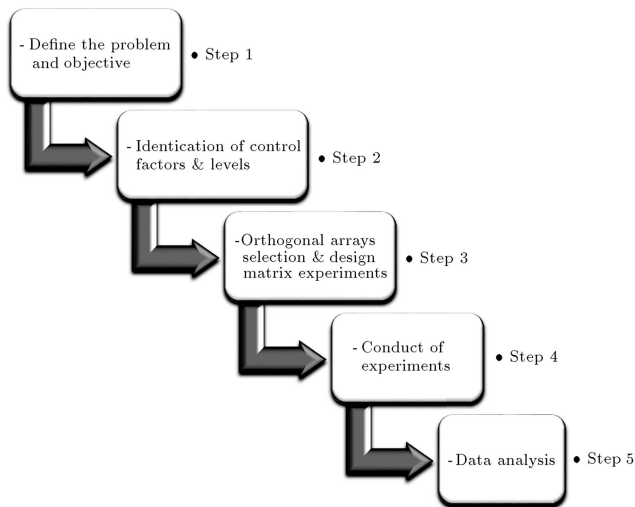 - Define the problem
and objective
• Step 1
- Identication of control
factors & levels
• Step 2
-Orthogonal arrays
selection & design
matrix experiments
• Step 3
- Conduct of
experiments
• Step 4
-Data analysis
• Step 5